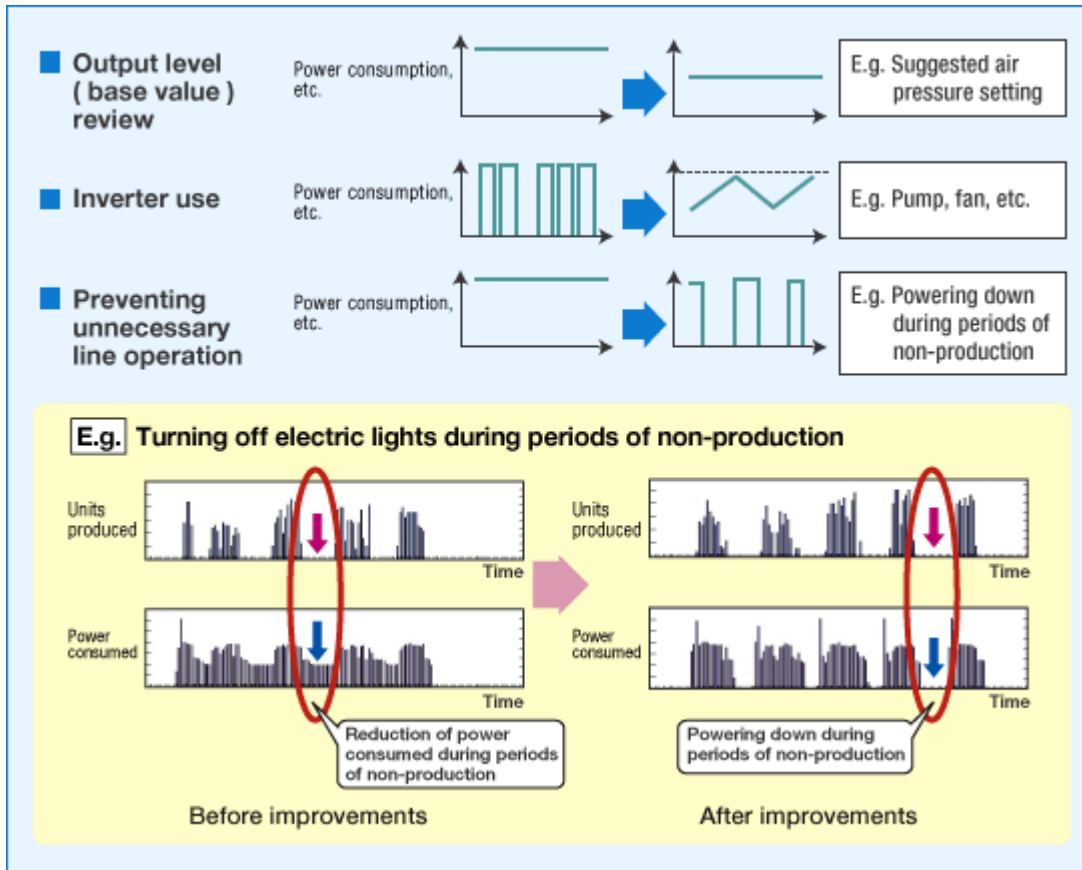 Output level
( base value )
review
Power consumption,
etc.
E.g. Suggested air
pressure setting
Inverter use
Power consumption,
etc.
E.g. Pump, fan, etc.
Preventing
unnecessary
line operation
Power consumption,
etc.
E.g. Powering down
during periods of
non-production
E.g. Turning off electric lights during periods of non-production
Units
produced
Time
Power
consumed
Time
Reduction of power
consumed during periods
of non-production
Before improvements
Units
produced
Time
Power
consumed
Time
Powering down during
periods of non-production
After improvements